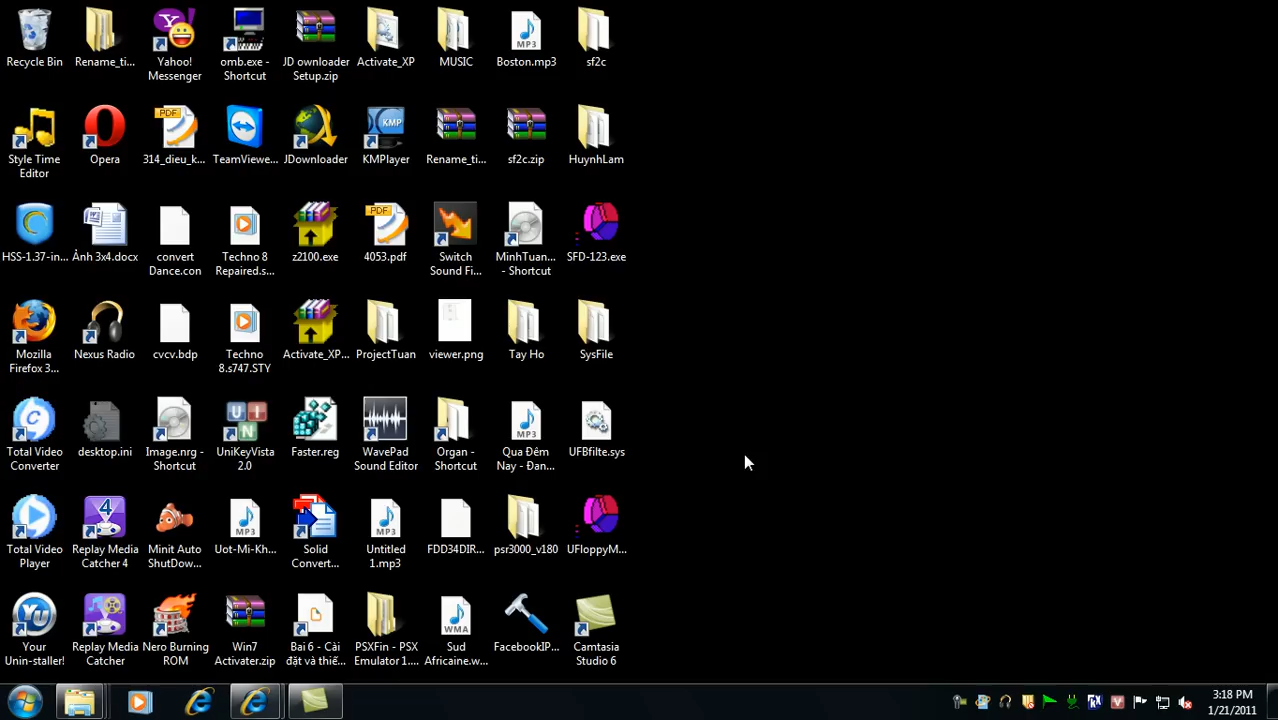 Recycle Bin
Rename_ti...
Yahoo!
Messenger
omb.exe -
Shortcut
JD ownloader
Setup.zip
Activate_XP
MUSIC
Boston.mp3
sf2c
Style Time
Editor
Opera
314_dieu_k...
TeamViewe...
JDownloader
KMPlayer
Rename_ti...
sf2c.zip
HuynhLam
HSS-1.37-in...
Ảnh 3x4.docx
convert
Dance.con
Techno 8
Repaired.s...
z2100.exe
4053.pdf
Switch
Sound Fi...
MinhTuan...
- Shortcut
SFD-123.exe
Mozilla
Firefox 3...
Nexus Radio
cvcv.bdp
Techno
8.s747.STY
Activate_XP...
ProjectTuan
viewer.png
Tay Ho
SysFile
Total Video
Converter
desktop.ini
Image.nrg -
Shortcut
UniKeyVista
2.0
Faster.reg
WavePad
Sound Editor
Organ -
Shortcut
Qua Đêm
Nay - Đan...
UFBfilte.sys
Total Video
Player
Replay Media
Catcher 4
Minit Auto
ShutDow...
Uot-Mi-Kh...
Solid
Convert...
Untitled
1.mp3
FDD34DIR...
psr3000_v180
UFloppyM...
Your
Unin-staller!
Replay Media
Catcher
Nero Burning
ROM
Win7
Activater.zip
Bai 6 - Cài
đặt và thiế...
PSXFin - PSX
Emulator 1....
Sud
Africaine.w...
FacebookIP...
Camtasia
Studio 6
3:18 PM
1/21/2011